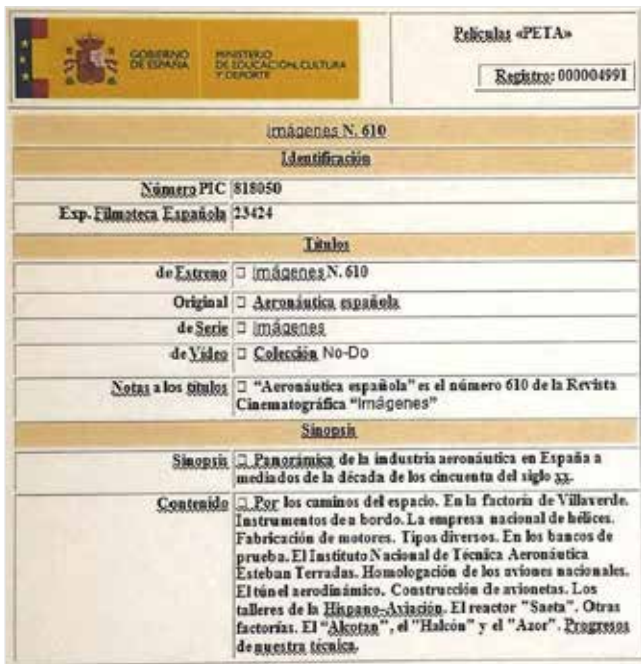 GOBIERNO
DE ESPAÑA
MINISTERIO
DE EDUCACIÓN, CULTURA
Y DEPORTE
Películas «PETA»
Registro: 000004991
Imágenes N. 610
Identificación
Número PIC 818050
Exp. Filmoteca Española 23424
Títulos
de Estreno □ Imágenes N. 610
Original □ Aeronáutica española
de Serie □ Imágenes
de Vídeo □ Colección No-Do
Notas a los títulos □ "Aeronáutica española" es el número 610 de la Revista
Cinematográfica "Imágenes"
Sinopsis
Sinopsis □ Panorámica de la industria aeronáutica en España a
mediados de la década de los cincuenta del siglo xx.
Contenido □ Por los caminos del espacio. En la factoría de Villaverde.
Instrumentos de a bordo. La empresa nacional de hélices.
Fabricación de motores. Tipos diversos. En los bancos de
prueba. El Instituto Nacional de Técnica Aeronáutica
Esteban Terradas. Homologación de los aviones nacionales.
El túnel aerodinámico. Construcción de avionetas. Los
talleres de la Hispano-Aviación. El reactor "Saeta". Otras
factorías. El "Alcotan", el "Halcón" y el "Azor". Progresos
de nuestra técnica.